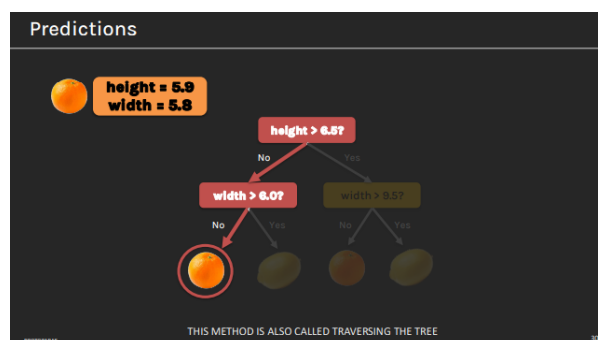 Predictions
height = 5.9
width = 5.8
height > 6.5?
No
Yes
width > 6.0?
width > 9.5?
No
Yes
No
Yes
THIS METHOD IS ALSO CALLED TRAVERSING THE TREE